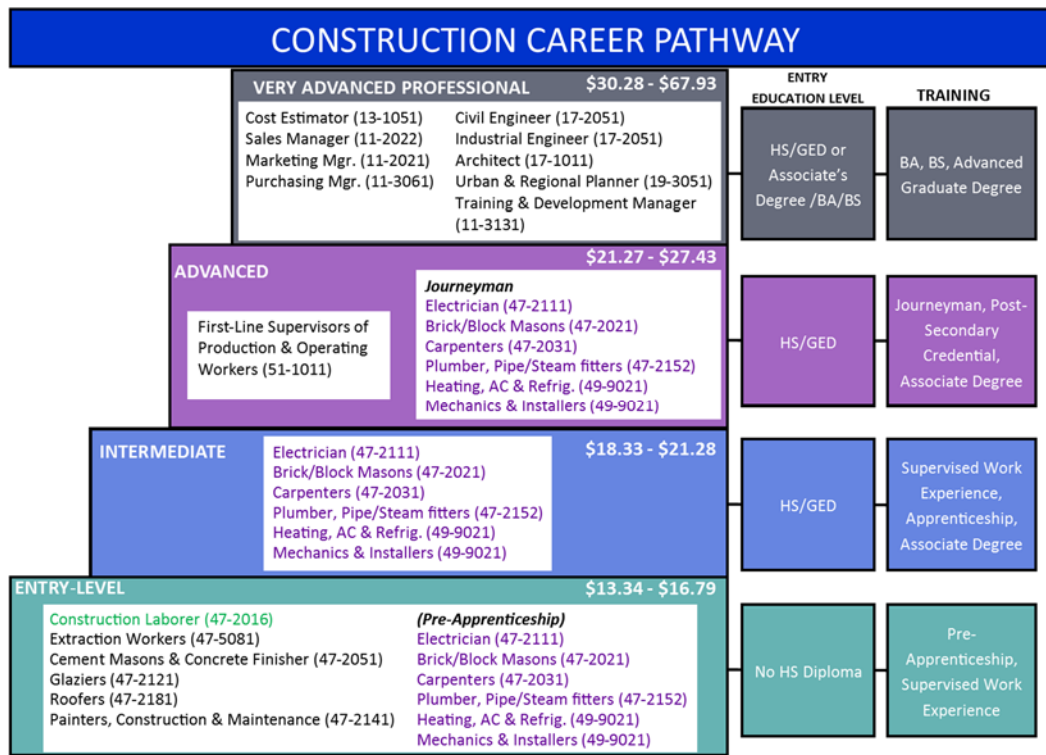 CONSTRUCTION CAREER PATHWAY
VERY ADVANCED PROFESSIONAL
$30.28 - $67.93
Cost Estimator (13-1051)
Sales Manager (11-2022)
Marketing Mgr. (11-2021)
Purchasing Mgr. (11-3061)
Civil Engineer (17-2051)
Industrial Engineer (17-2051)
Architect (17-1011)
Urban & Regional Planner (19-3051)
Training & Development Manager
(11-3131)
ENTRY
EDUCATION LEVEL
TRAINING
HS/GED or
Associate's
Degree /BA/BS
BA, BS, Advanced
Graduate Degree
ADVANCED
$21.27 - $27.43
First-Line Supervisors of
Production & Operating
Workers (51-1011)
Journeyman
Electrician (47-2111)
Brick/Block Masons (47-2021)
Carpenters (47-2031)
Plumber, Pipe/Steam fitters (47-2152)
Heating, AC & Refrig. (49-9021)
Mechanics & Installers (49-9021)
HS/GED
Journeyman, Post-
Secondary
Credential,
Associate Degree
INTERMEDIATE
$18.33 - $21.28
Electrician (47-2111)
Brick/Block Masons (47-2021)
Carpenters (47-2031)
Plumber, Pipe/Steam fitters (47-2152)
Heating, AC & Refrig. (49-9021)
Mechanics & Installers (49-9021)
HS/GED
Supervised Work
Experience,
Apprenticeship,
Associate Degree
ENTRY-LEVEL
$13.34 - $16.79
Construction Laborer (47-2016)
Extraction Workers (47-5081)
Cement Masons & Concrete Finisher (47-2051)
Glaziers (47-2121)
Roofers (47-2181)
Painters, Construction & Maintenance (47-2141)
(Pre-Apprenticeship)
Electrician (47-2111)
Brick/Block Masons (47-2021)
Carpenters (47-2031)
Plumber, Pipe/Steam fitters (47-2152)
Heating, AC & Refrig. (49-9021)
Mechanics & Installers (49-9021)
No HS Diploma
Pre-
Apprenticeship,
Supervised Work
Experience